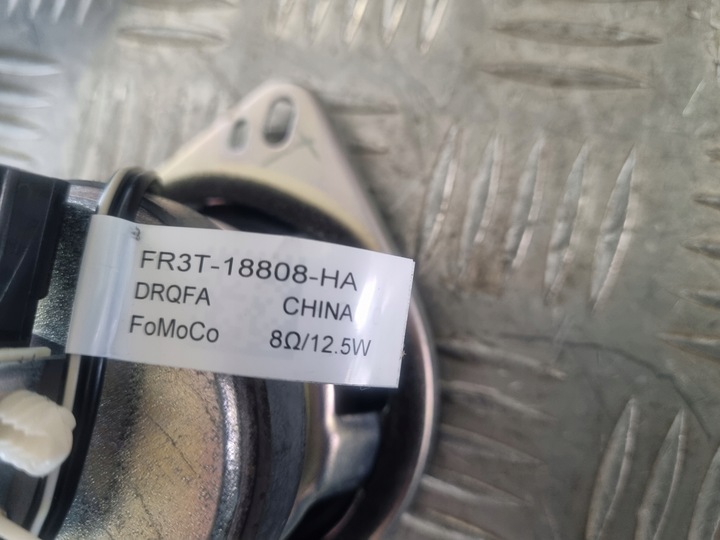 FR3T-18808-HA
DRQFA CHINA
FoMoCo 8Ω/12.5W